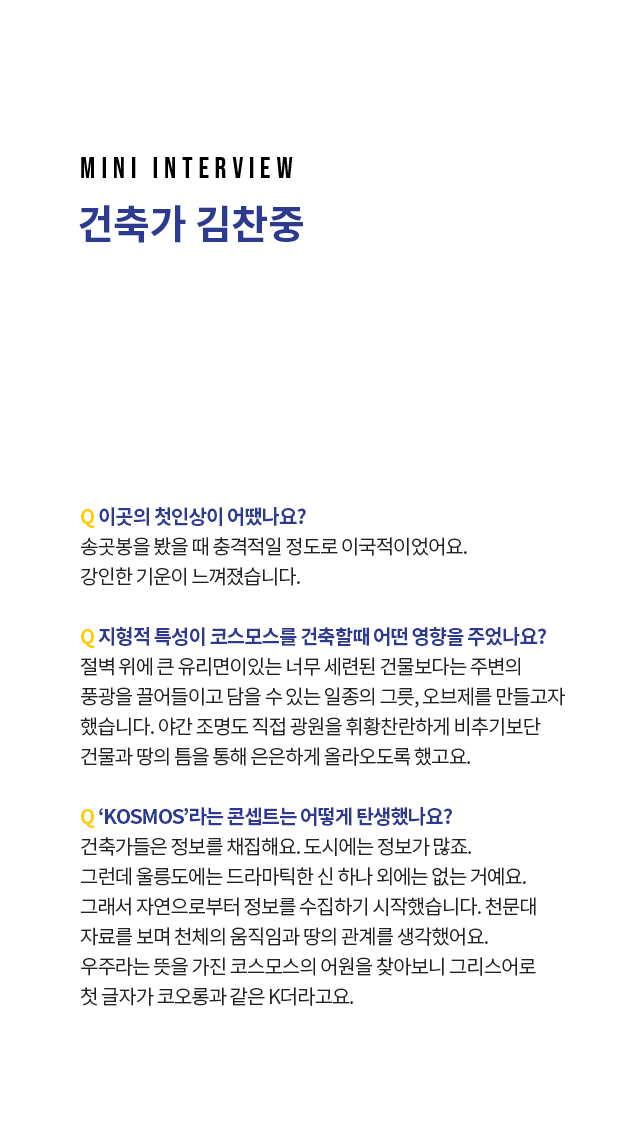 MINI INTERVIEW
건축가 김찬중
Q 이곳의 첫인상이 어땠나요?
송곳봉을 봤을 때 충격적일 정도로 이국적이었어요.
강인한 기운이 느껴졌습니다.
Q 지형적 특성이 코스모스를 건축할때 어떤 영향을 주었나요?
절벽 위에 큰 유리면이있는 너무 세련된 건물보다는 주변의
풍광을 끌어들이고 담을 수 있는 일종의 그릇, 오브제를 만들고자
했습니다. 야간 조명도 직접 광원을 휘황찬란하게 비추기보단
건물과 땅의 틈을 통해 은은하게 올라오도록 했고요.
Q ‘KOSMOS’라는 콘셉트는 어떻게 탄생했나요?
건축가들은 정보를 채집해요. 도시에는 정보가 많죠.
그런데 울릉도에는 드라마틱한 신 하나 외에는 없는 거예요.
그래서 자연으로부터 정보를 수집하기 시작했습니다. 천문대
자료를 보며 천체의 움직임과 땅의 관계를 생각했어요.
우주라는 뜻을 가진 코스모스의 어원을 찾아보니 그리스어로
첫 글자가 코오롱과 같은 K더라고요.